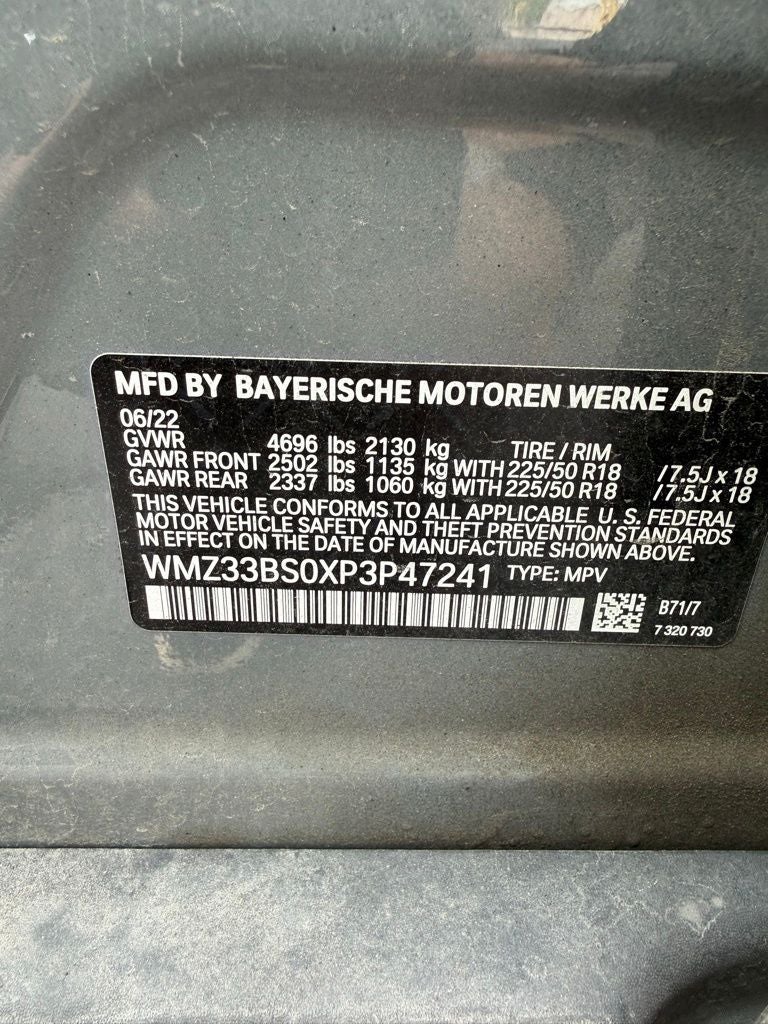 MFD BY BAYERISCHE MOTOREN WERKE AG
06/22
GVWR 4696 lbs 2130 kg TIRE / RIM
GAWR FRONT 2502 lbs 1135 kg WITH 225/50 R18 / 7.5J x 18
GAWR REAR 2337 lbs 1060 kg WITH 225/50 R18 / 7.5J x 18
THIS VEHICLE CONFORMS TO ALL APPLICABLE U. S. FEDERAL
MOTOR VEHICLE SAFETY AND THEFT PREVENTION STANDARDS
IN EFFECT ON THE DATE OF MANUFACTURE SHOWN ABOVE.
WMZ33BS0XP3P47241 TYPE: MPV
B71/7
7 320 730